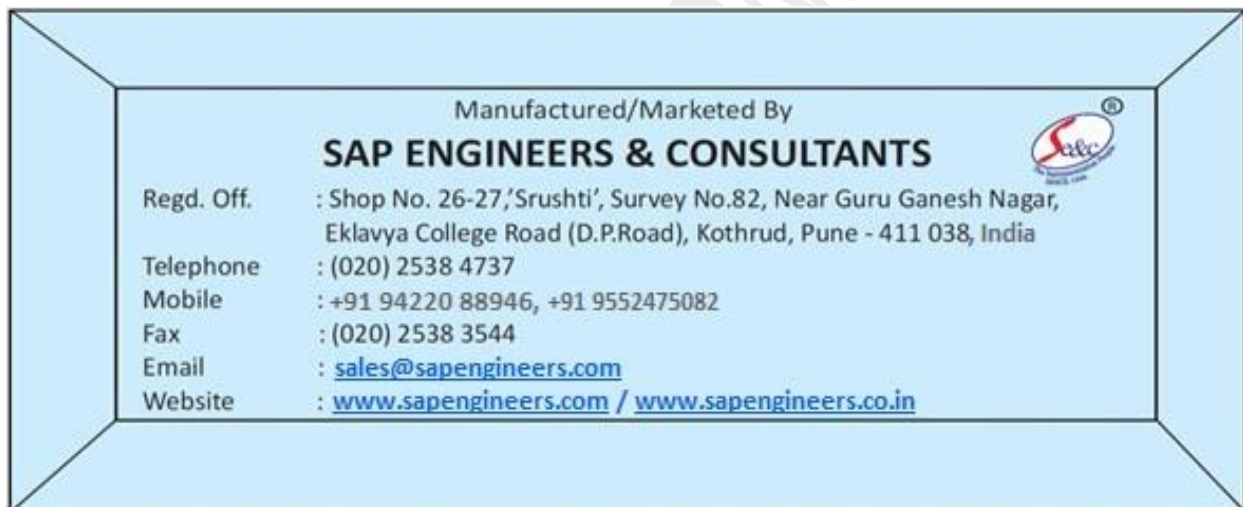 Manufactured/Marketed By
SAP ENGINEERS & CONSULTANTS
®
Se&c
Regd. Off. : Shop No. 26-27,’Srushti’, Survey No.82, Near Guru Ganesh Nagar,
Eklavya College Road (D.P.Road), Kothrud, Pune - 411 038, India
Telephone : (020) 2538 4737
Mobile : +91 94220 88946, +91 9552475082
Fax : (020) 2538 3544
Email : sales@sapengineers.com
Website : www.sapengineers.com / www.sapengineers.co.in